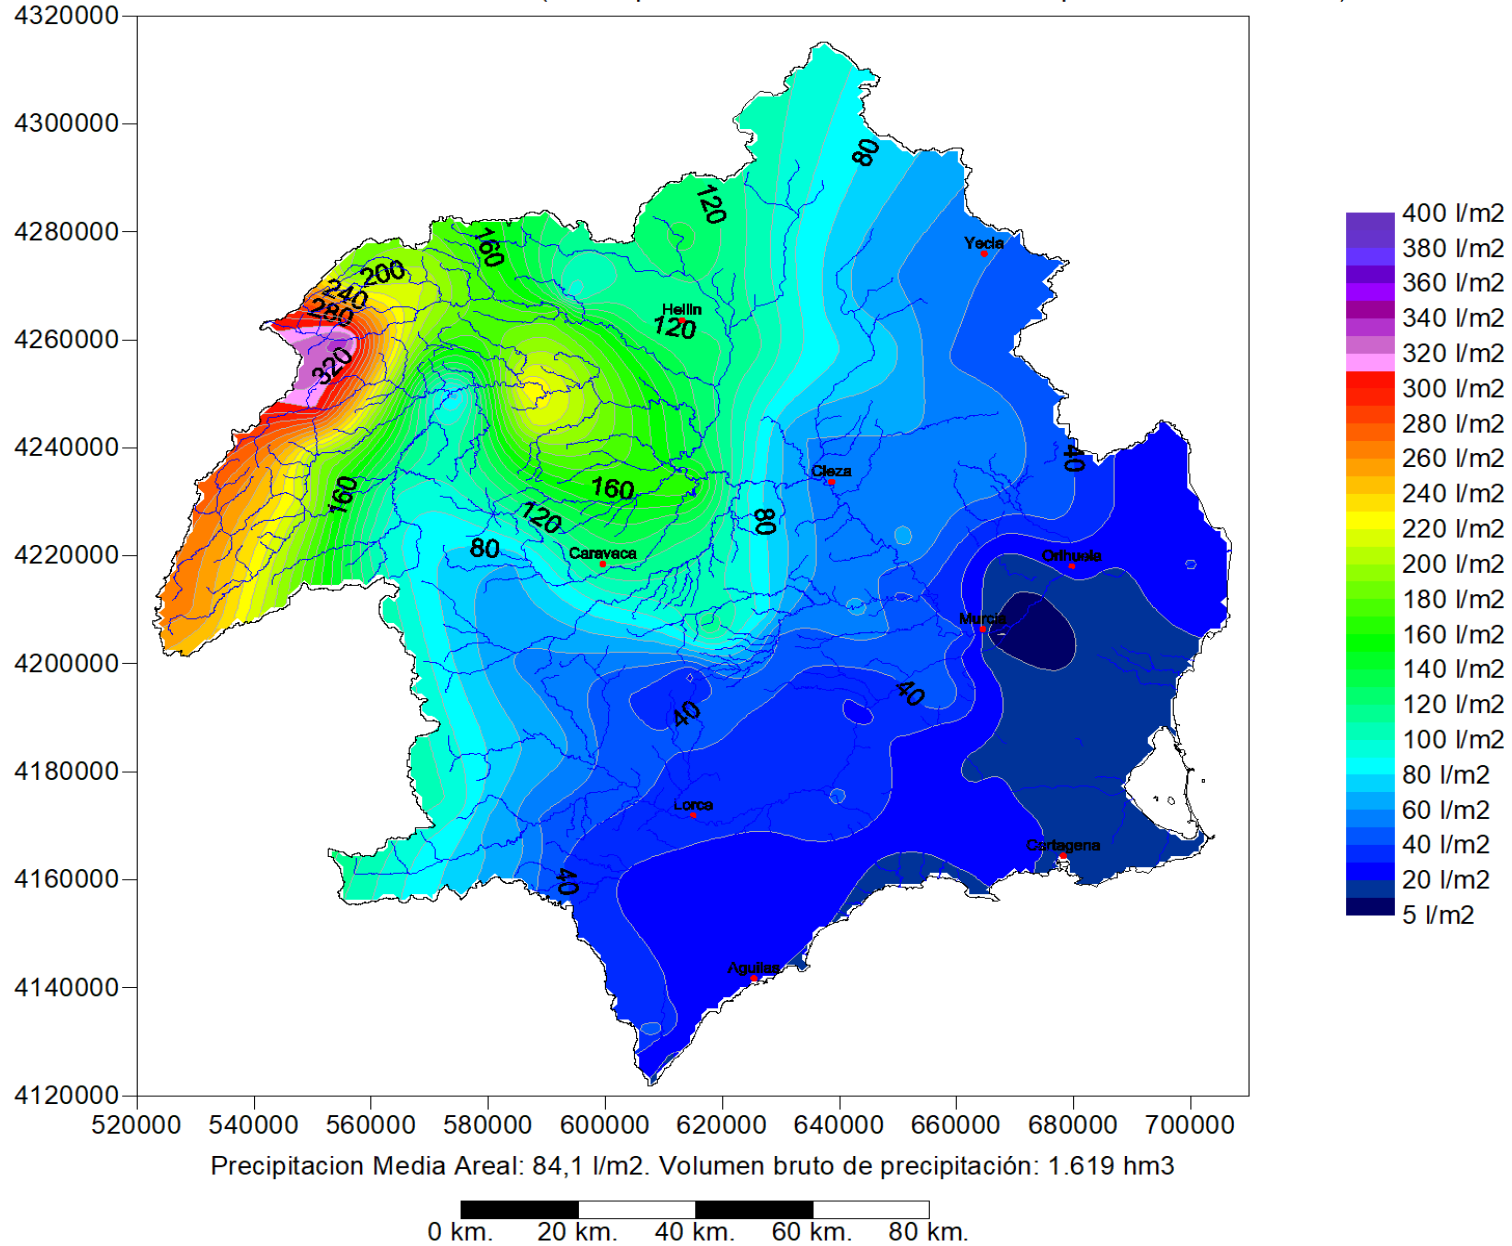 4320000
4300000
4280000
4260000
4240000
4220000
4200000
4180000
4160000
4140000
4120000
520000 540000 560000 580000 600000 620000 640000 660000 680000 700000
80
120
160
200
240
280
320
Yecla
Hellin
120
40
160
160
Cieza
120
80
80
Caravaca
Orihuela
Murcia
40
40
Lorca
Cartagena
40
Aguilas
400 l/m2
380 l/m2
360 l/m2
340 l/m2
320 l/m2
300 l/m2
280 l/m2
260 l/m2
240 l/m2
220 l/m2
200 l/m2
180 l/m2
160 l/m2
140 l/m2
120 l/m2
100 l/m2
80 l/m2
60 l/m2
40 l/m2
20 l/m2
5 l/m2
Precipitacion Media Areal: 84,1 l/m2. Volumen bruto de precipitación: 1.619 hm3
0 km. 20 km. 40 km. 60 km. 80 km.